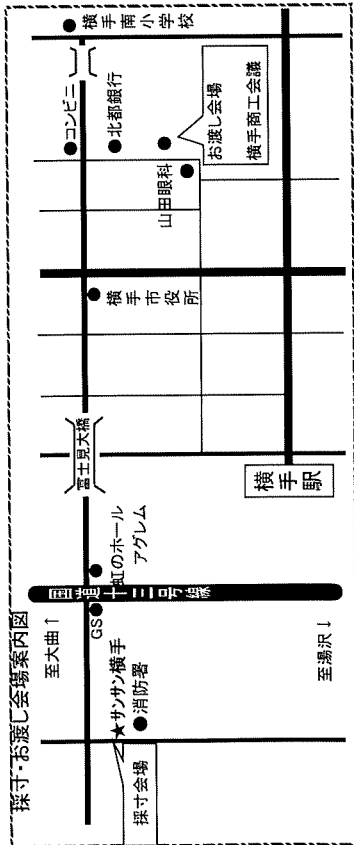 採寸・お渡し会場案内図
至大曲↑
国道十三号線
至湯沢↓
GS
★サンサン横手
消防署
採寸会場
虹のホール
アグレム
富士見大橋
横手駅
横手市役所
山田眼科
お渡し会場
横手商工会議
北都銀行
コンビニ
横手南小学校